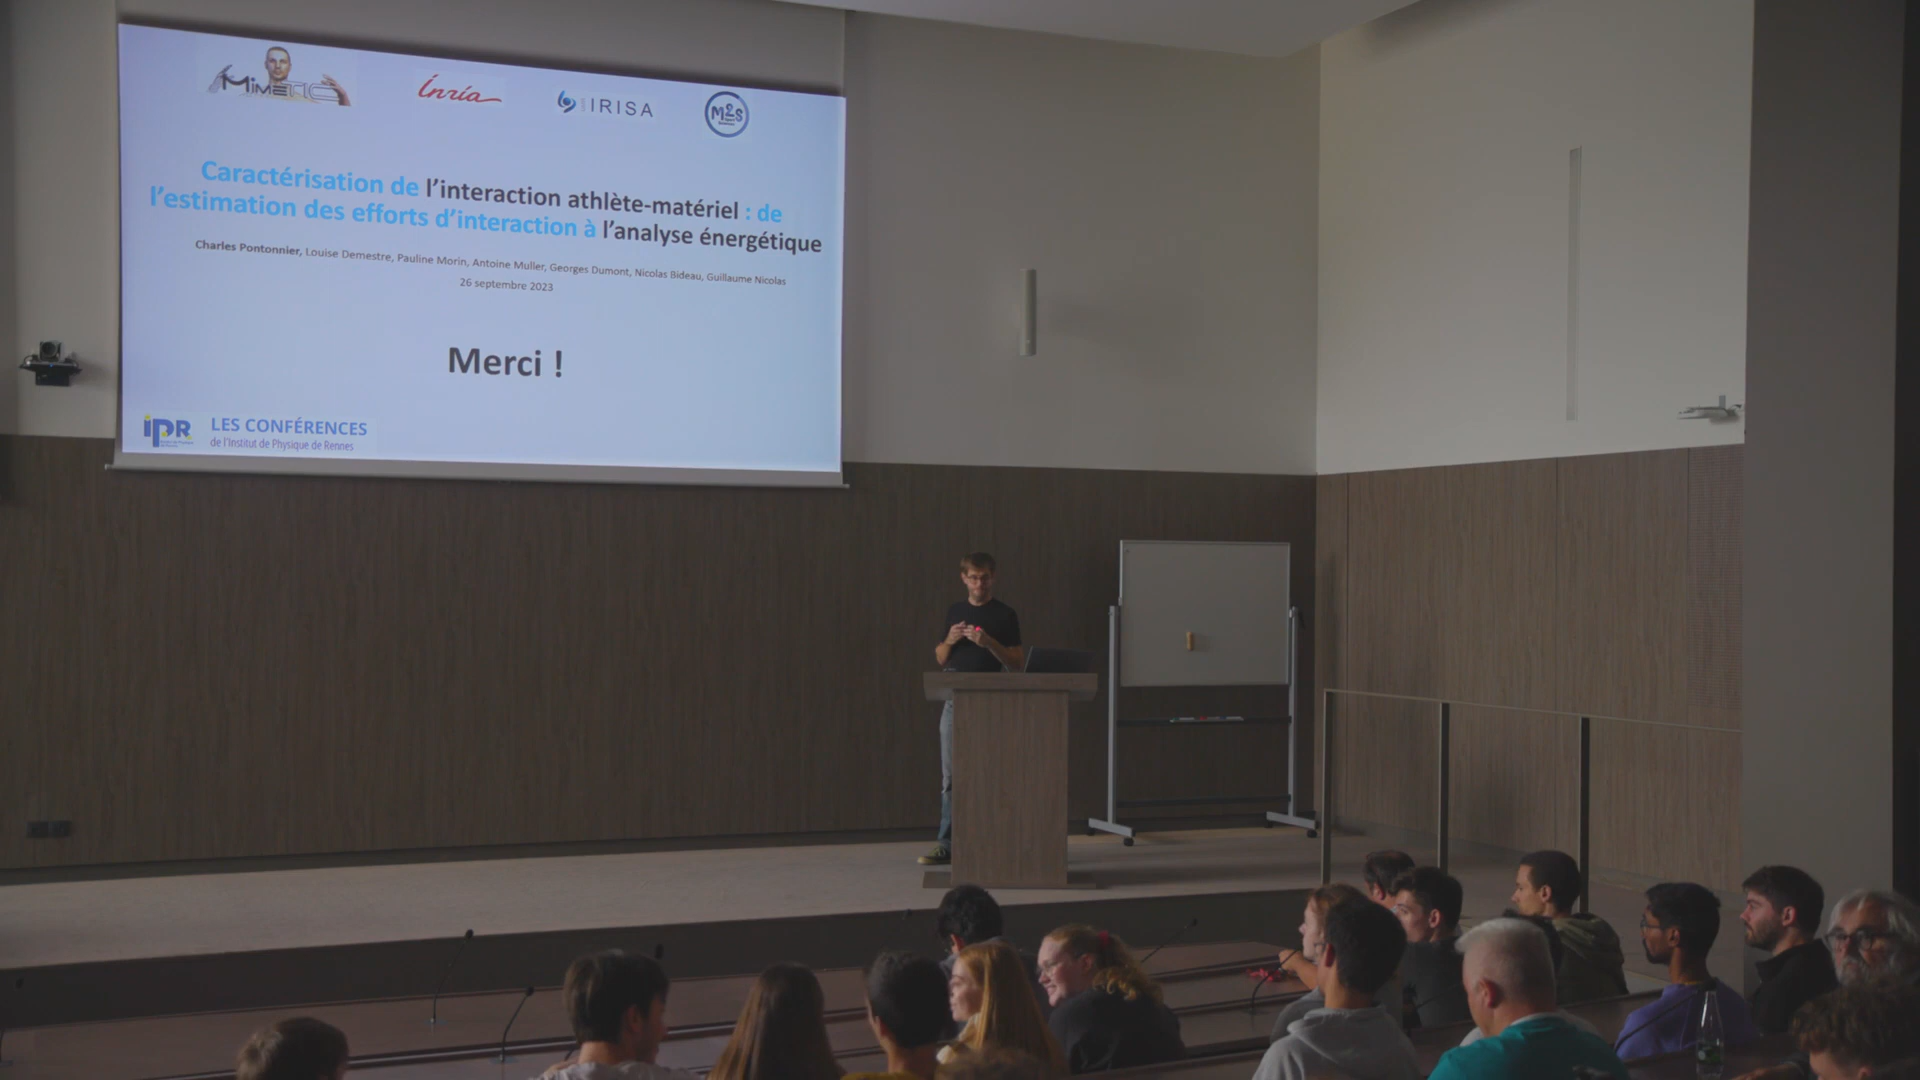 MimeTIC
Inria
IRISA
M2S
Caractérisation de l'interaction athlète-matériel : de
l'estimation des efforts d'interaction à l'analyse énergétique
Charles Pontonnier, Louise Demestre, Pauline Morin, Antoine Muller, Georges Dumont, Nicolas Bideau, Guillaume Nicolas
26 septembre 2023
Merci !
iPR
LES CONFÉRENCES
de l'Institut de Physique de Rennes